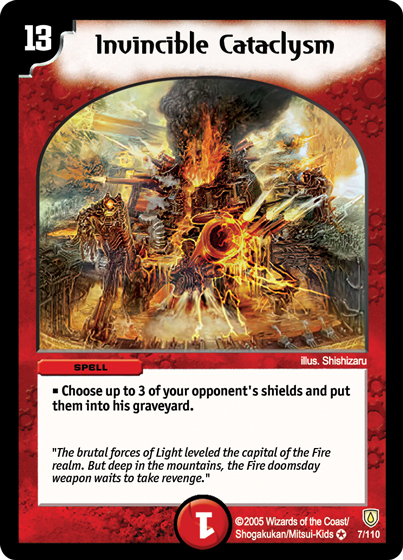 13
Invincible Cataclysm
illus. Shishizaru
SPELL
▪ Choose up to 3 of your opponent's shields and put
them into his graveyard.
"The brutal forces of Light leveled the capital of the Fire
realm. But deep in the mountains, the Fire doomsday
weapon waits to take revenge."
1
©2005 Wizards of the Coast/
Shogakukan/Mitsui-Kids ✪ 7/110